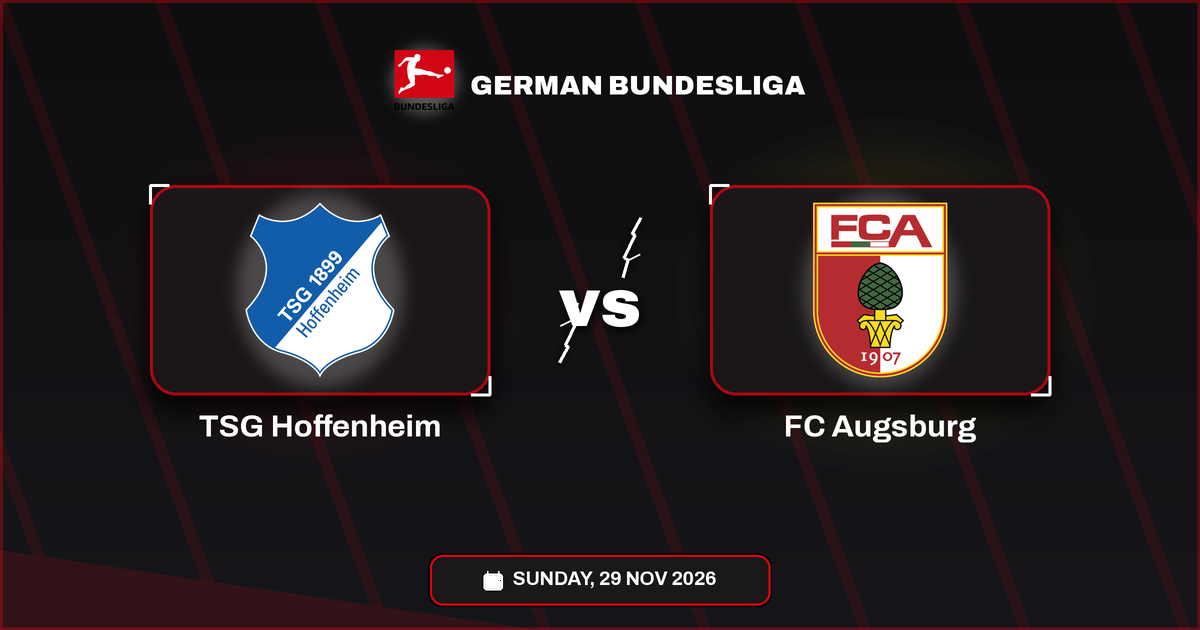 BUNDESLIGA
GERMAN BUNDESLIGA
TSG 1899
Hoffenheim
VS
FCA
1907
TSG Hoffenheim
FC Augsburg
SUNDAY, 29 NOV 2026